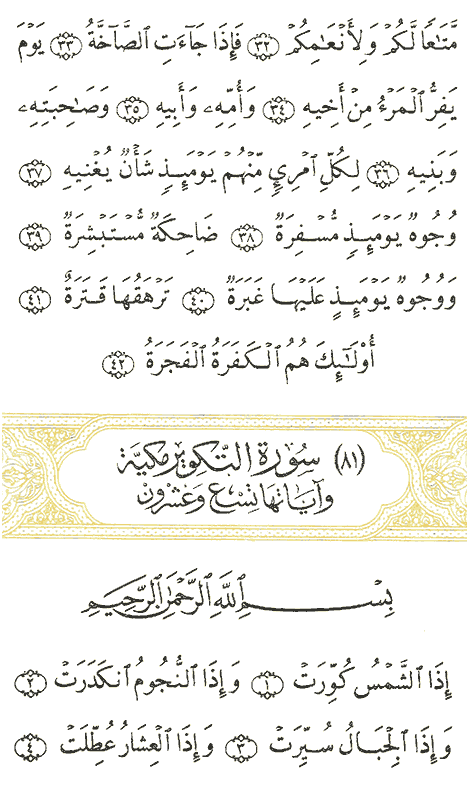 مَّتَـٰعًا لَّكُمْ وَلِأَنْعَـٰمِكُمْ ﴿٣٢﴾ فَإِذَا جَآءَتِ ٱلصَّآخَّةُ ﴿٣٣﴾ يَوْمَ
يَفِرُّ ٱلْمَرْءُ مِنْ أَخِيهِ ﴿٣٤﴾ وَأُمِّهِۦ وَأَبِيهِ ﴿٣٥﴾ وَصَـٰحِبَتِهِۦ
وَبَنِيهِ ﴿٣٦﴾ لِكُلِّ ٱمْرِئٍ مِّنْهُمْ يَوْمَئِذٍ شَأْنٌ يُغْنِيهِ ﴿٣٧﴾
وُجُوهٌ يَوْمَئِذٍ مُّسْفِرَةٌ ﴿٣٨﴾ ضَاحِكَةٌ مُّسْتَبْشِرَةٌ ﴿٣٩﴾
وَوُجُوهٌ يَوْمَئِذٍ عَلَيْهَا غَبَرَةٌ ﴿٤٠﴾ تَرْهَقُهَا قَتَرَةٌ ﴿٤١﴾
أُو۟لَـٰٓئِكَ هُمُ ٱلْكَفَرَةُ ٱلْفَجَرَةُ ﴿٤٢﴾
(٨١) سُورَة التَّكوِير مَكيَّة
وَآيَاتهَا تِسْع وَعِشْرُون
بِسْمِ ٱللَّهِ ٱلرَّحْمَـٰنِ ٱلرَّحِيمِ
إِذَا ٱلشَّمْسُ كُوِّرَتْ ﴿١﴾ وَإِذَا ٱلنُّجُومُ ٱنكَدَرَتْ ﴿٢﴾
وَإِذَا ٱلْجِبَالُ سُيِّرَتْ ﴿٣﴾ وَإِذَا ٱلْعِشَارُ عُطِّلَتْ ﴿٤﴾